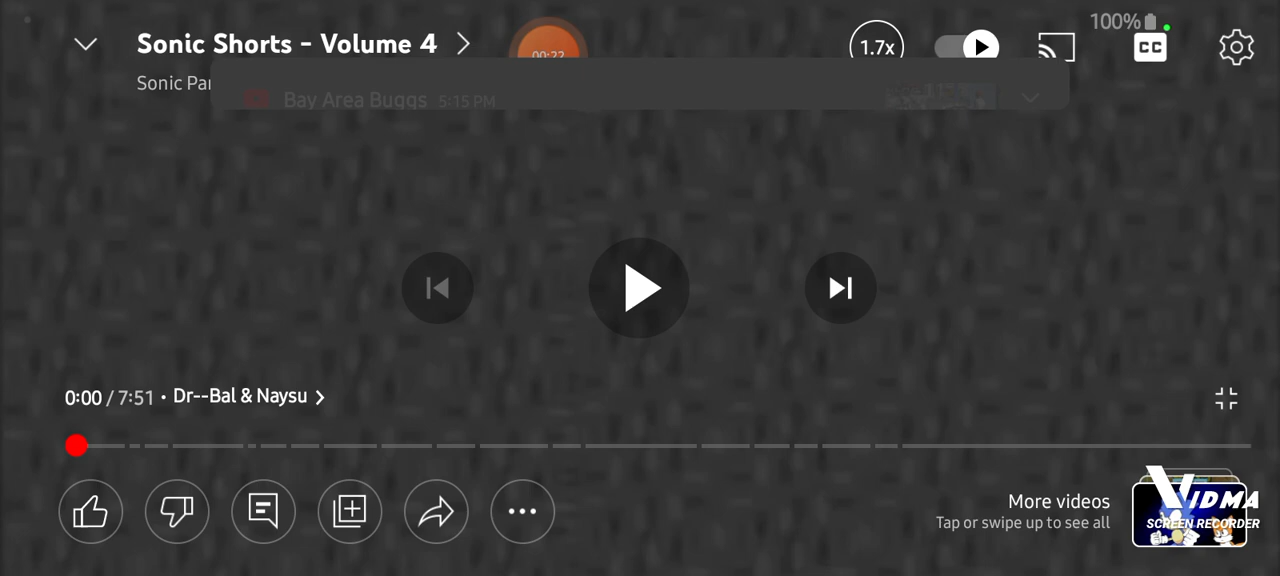 100%
Sonic Shorts - Volume 4
00:22
1.7x
CC
Sonic Par
Bay Area Buggs 5:15 PM
0:00 / 7:51 • Dr--Bal & Naysu
More videos
Tap or swipe up to see all
VIDMA
SCREEN RECORDER